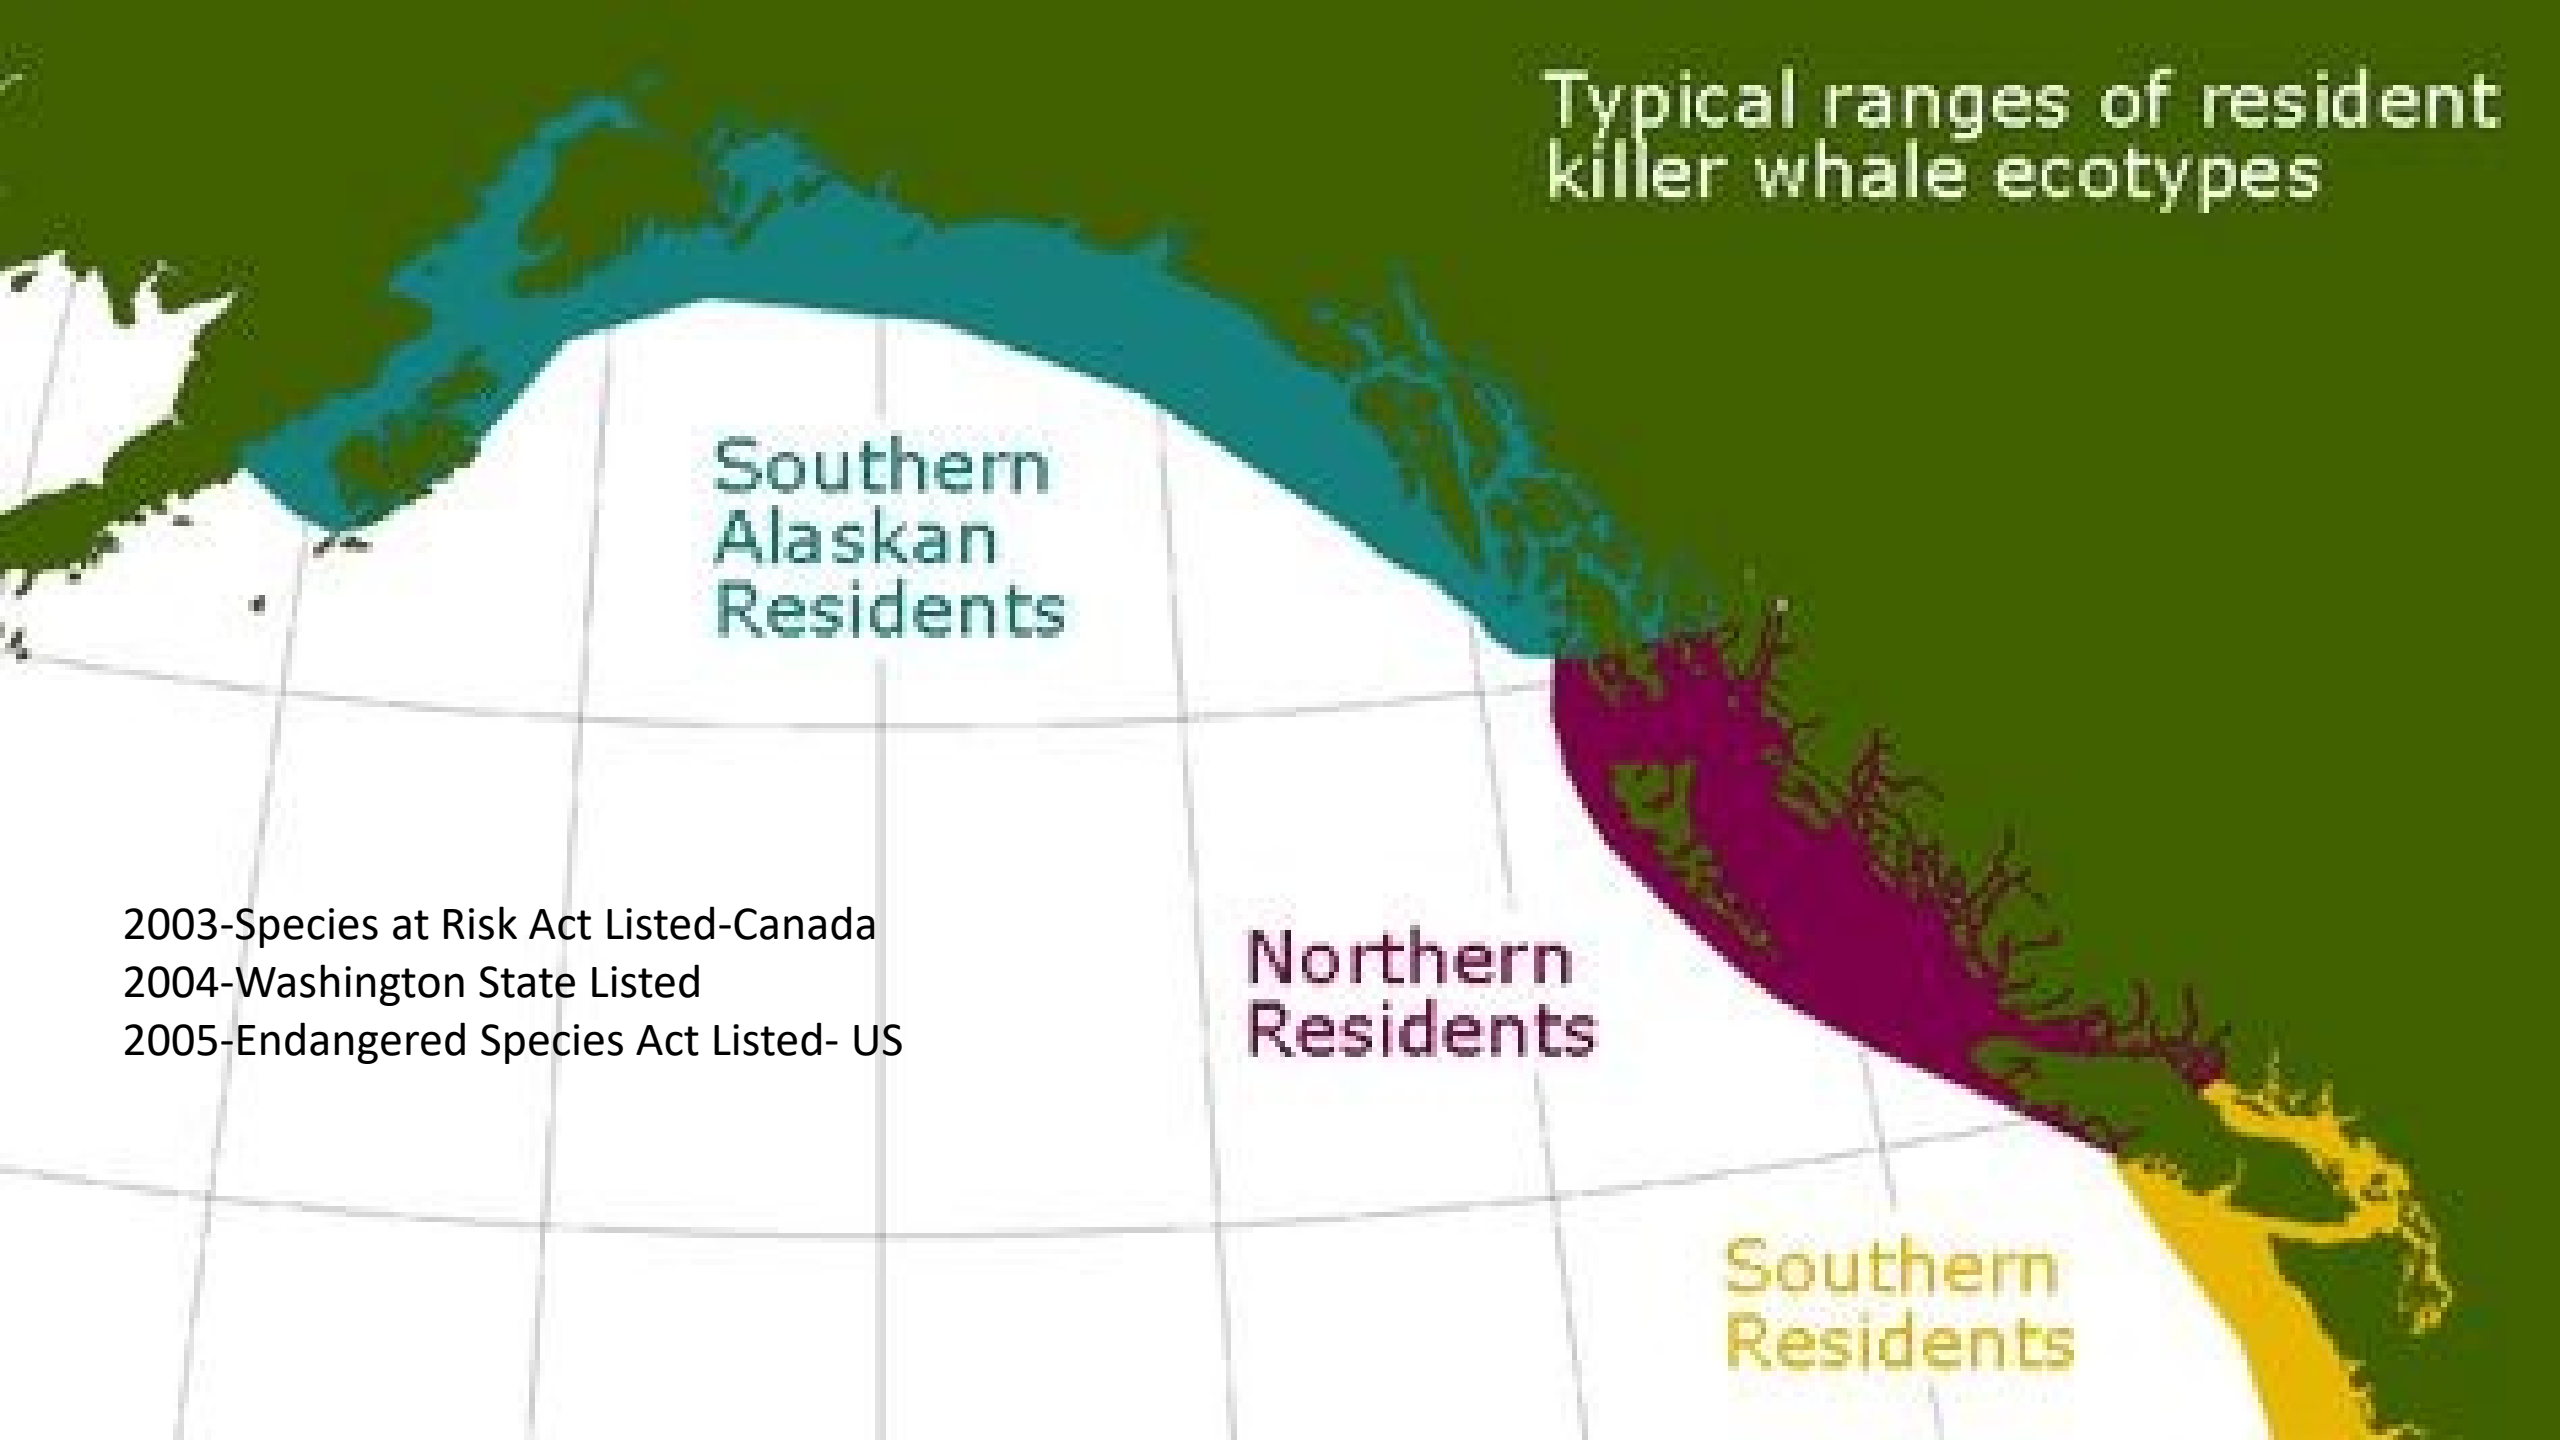 Typical ranges of resident
killer whale ecotypes
Southern
Alaskan
Residents
2003-Species at Risk Act Listed-Canada
2004-Washington State Listed
2005-Endangered Species Act Listed- US
Northern
Residents
Southern
Residents